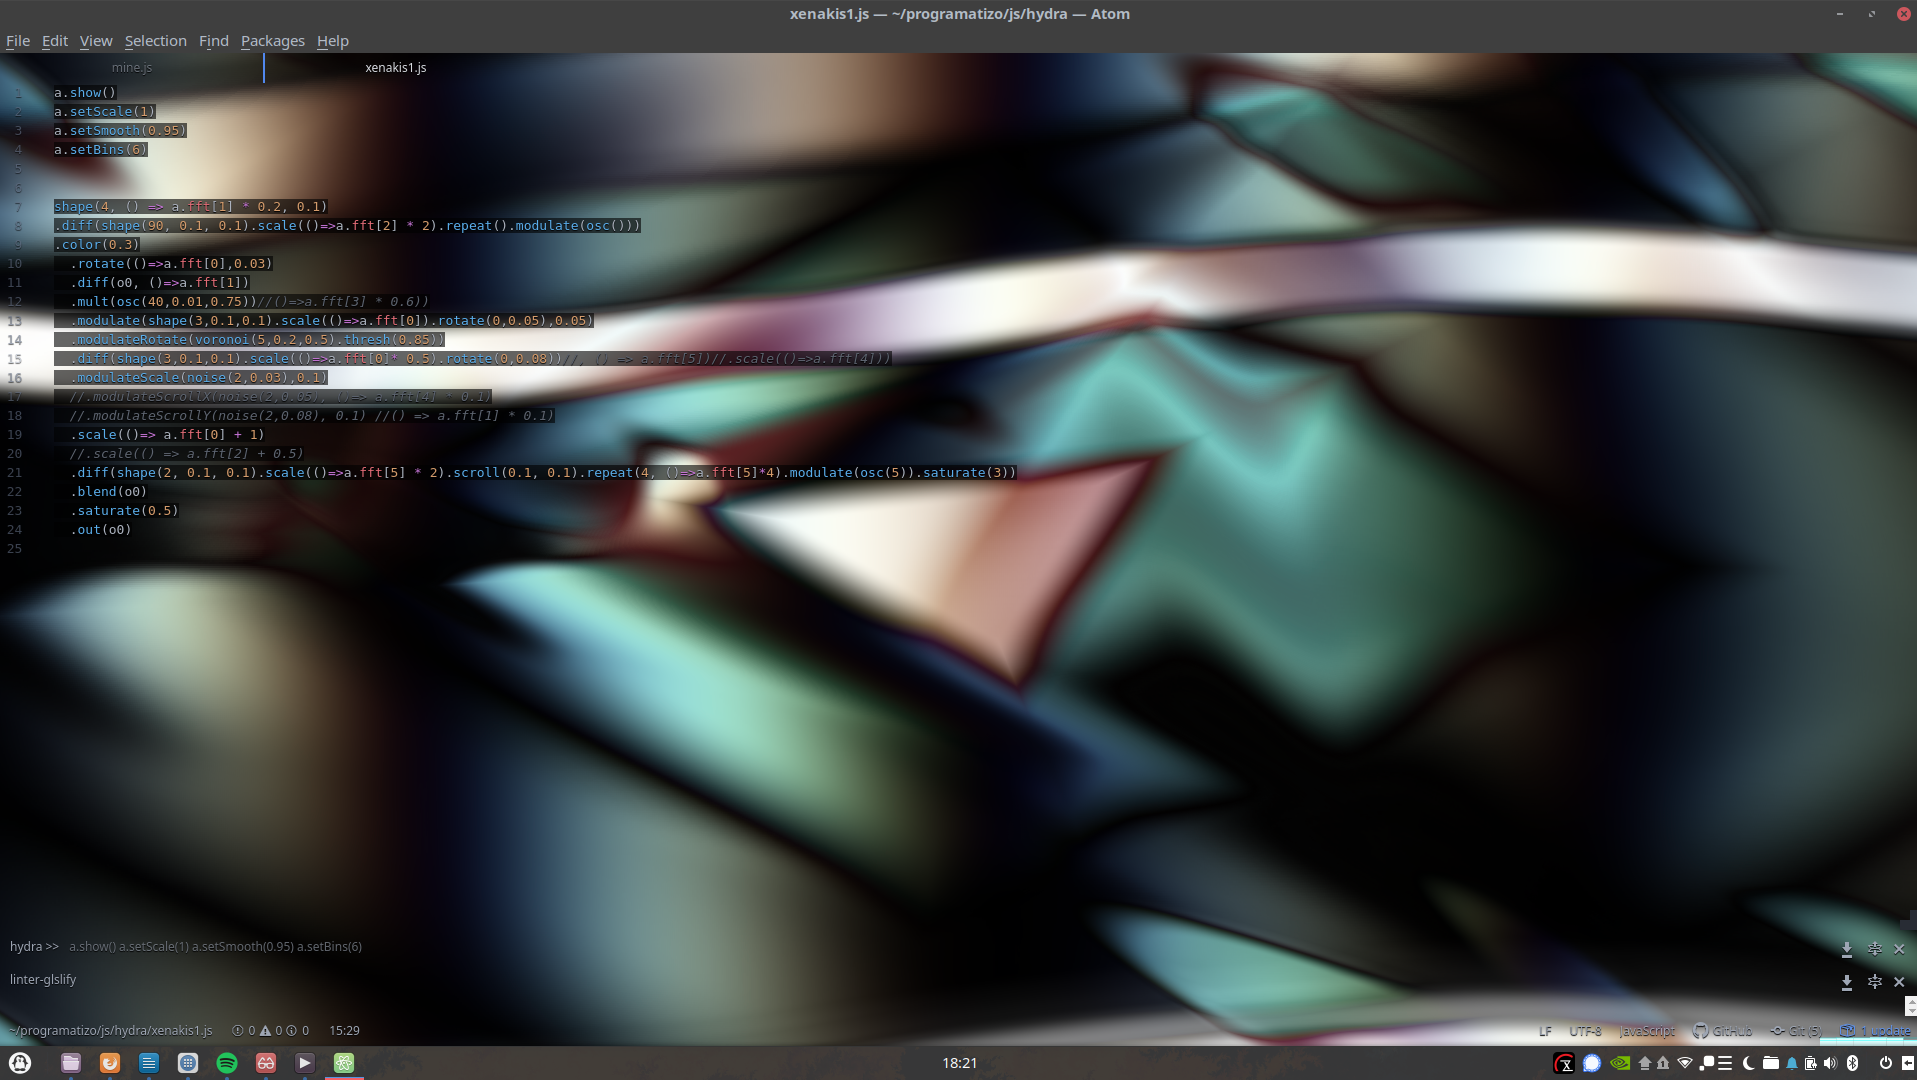 xenakis1.js — ~/programatizo/js/hydra — Atom
File Edit View Selection Find Packages Help
mine.js xenakis1.js
1 a.show()
2 a.setScale(1)
3 a.setSmooth(0.95)
4 a.setBins(6)
5
6
7 shape(4, () => a.fft[1] * 0.2, 0.1)
8 .diff(shape(90, 0.1, 0.1).scale(()=>a.fft[2] * 2).repeat().modulate(osc()))
9 .color(0.3)
10 .rotate(()=>a.fft[0],0.03)
11 .diff(o0, ()=>a.fft[1])
12 .mult(osc(40,0.01,0.75))//()=>a.fft[3] * 0.6))
13 .modulate(shape(3,0.1,0.1).scale(()=>a.fft[0]).rotate(0,0.05),0.05)
14 .modulateRotate(voronoi(5,0.2,0.5).thresh(0.85))
15 .diff(shape(3,0.1,0.1).scale(()=>a.fft[0]* 0.5).rotate(0,0.08))//, () => a.fft[5])//.scale(()=>a.fft[4]))
16 .modulateScale(noise(2,0.03),0.1)
17 //.modulateScrollX(noise(2,0.05), ()=> a.fft[4] * 0.1)
18 //.modulateScrollY(noise(2,0.08), 0.1) //() => a.fft[1] * 0.1)
19 .scale(()=> a.fft[0] + 1)
20 //.scale(() => a.fft[2] + 0.5)
21 .diff(shape(2, 0.1, 0.1).scale(()=>a.fft[5] * 2).scroll(0.1, 0.1).repeat(4, ()=>a.fft[5]*4).modulate(osc(5)).saturate(3))
22 .blend(o0)
23 .saturate(0.5)
24 .out(o0)
25
hydra >> a.show() a.setScale(1) a.setSmooth(0.95) a.setBins(6)
linter-glslify
~/programatizo/js/hydra/xenakis1.js 0 0 0 15:29 LF UTF-8 JavaScript GitHub Git (5) 1 update
18:21